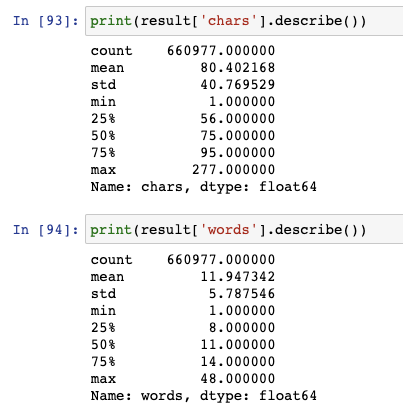 In [93]: print(result['chars'].describe())
count    660977.000000
mean         80.402168
std          40.769529
min           1.000000
25%          56.000000
50%          75.000000
75%          95.000000
max         277.000000
Name: chars, dtype: float64
In [94]: print(result['words'].describe())
count    660977.000000
mean         11.947342
std           5.787546
min           1.000000
25%           8.000000
50%          11.000000
75%          14.000000
max          48.000000
Name: words, dtype: float64